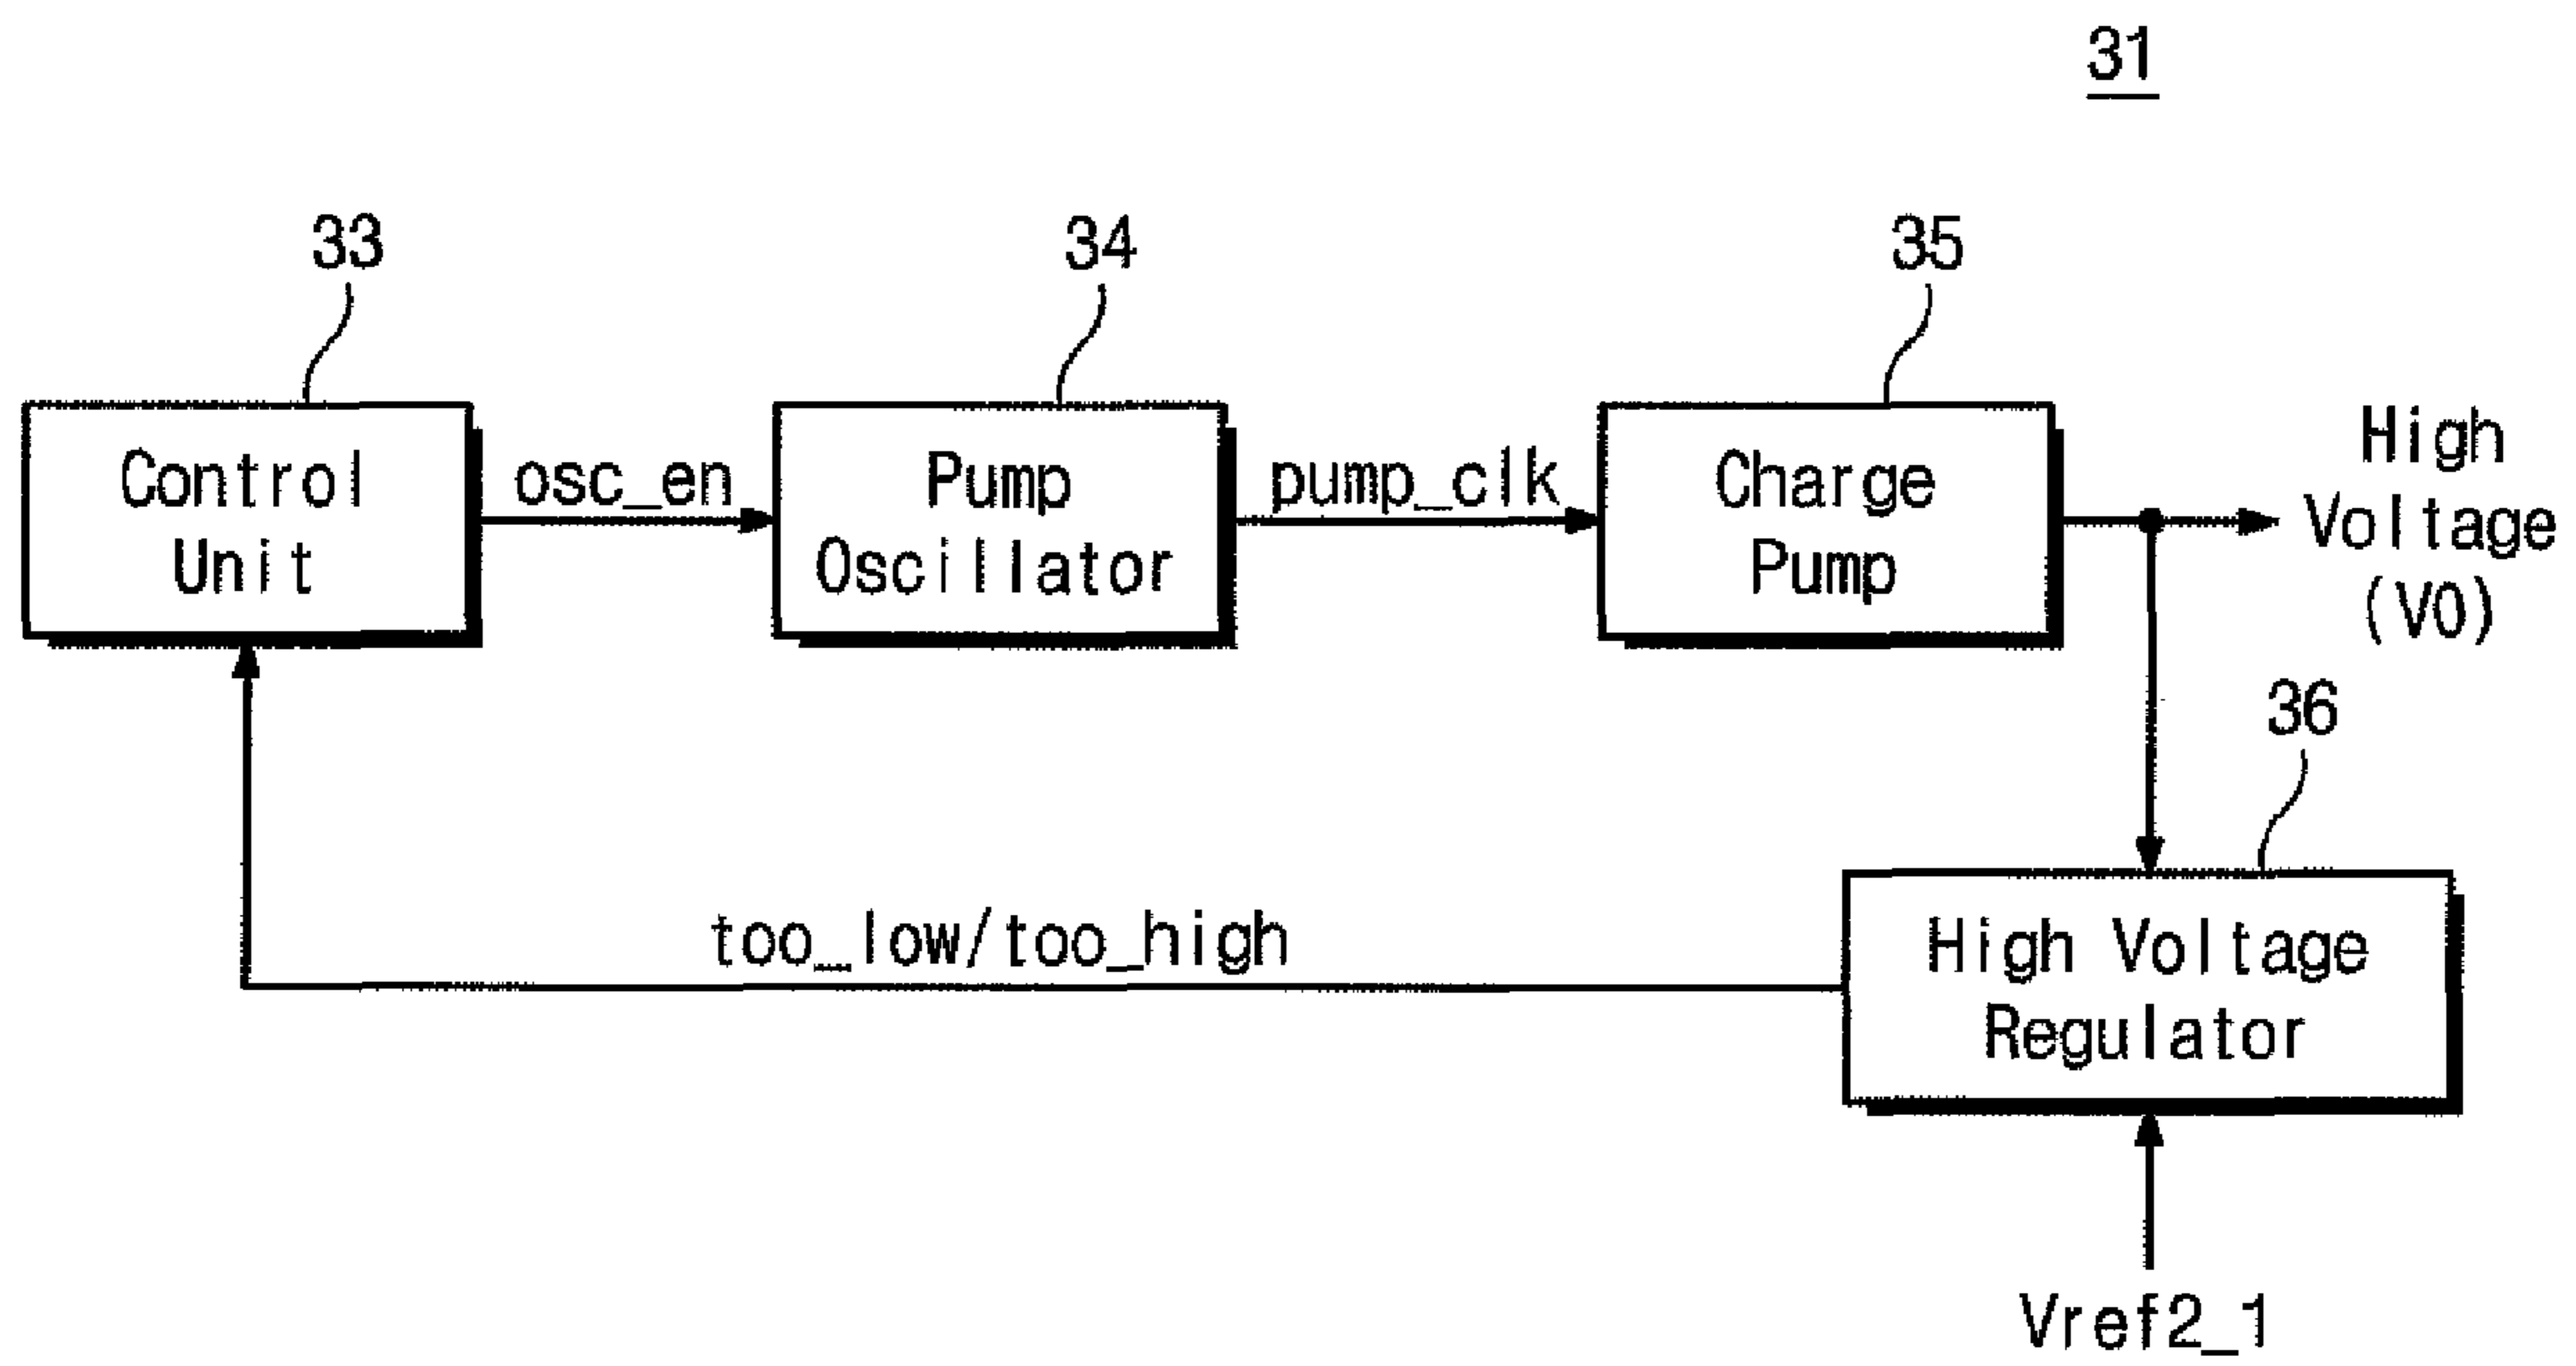 31
33
34
35
Control
Unit
osc_en
Pump
Oscillator
pump_clk
Charge
Pump
High
Voltage
(V0)
36
too_low/too_high
High Voltage
Regulator
Vref2_1